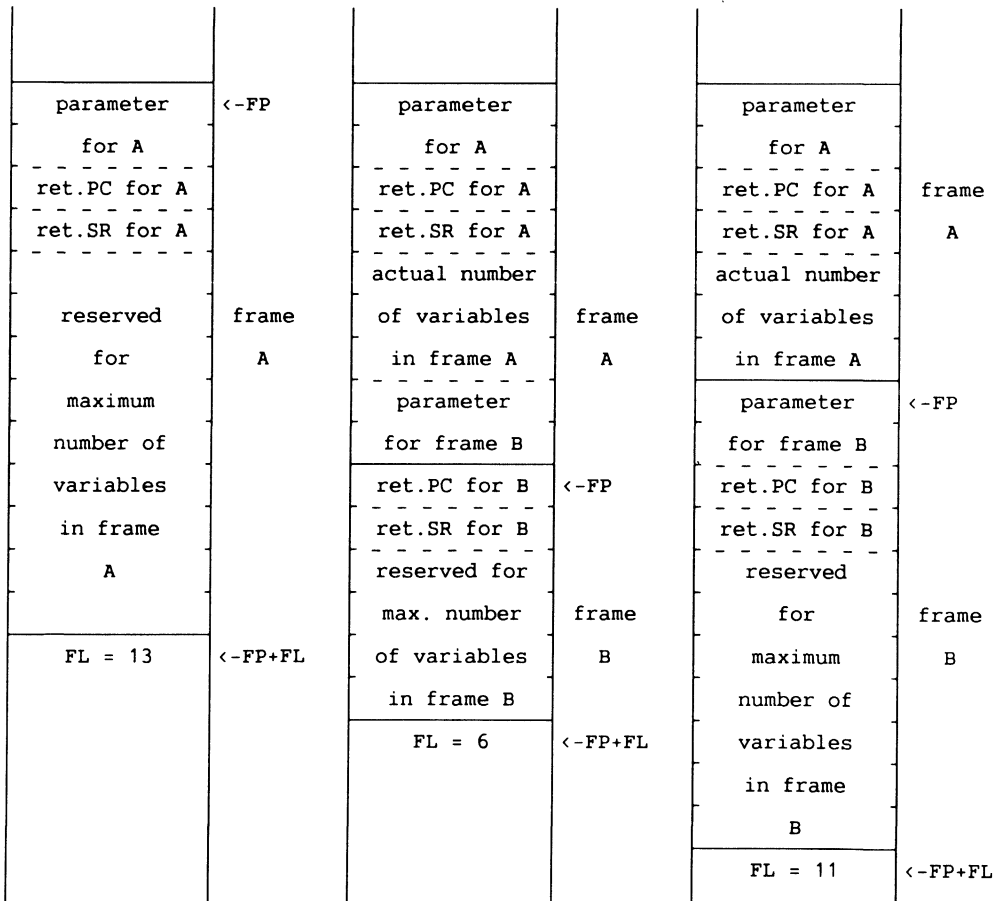 parameter <-FP
for A
ret.PC for A
ret.SR for A
reserved frame
for A
maximum
number of
variables
in frame
A
FL = 13 <-FP+FL
parameter
for A
ret.PC for A
ret.SR for A
actual number
of variables frame
in frame A A
parameter
for frame B
ret.PC for B <-FP
ret.SR for B
reserved for
max. number frame
of variables B
in frame B
FL = 6 <-FP+FL
parameter
for A
ret.PC for A frame
ret.SR for A A
actual number
of variables
in frame A
parameter <-FP
for frame B
ret.PC for B
ret.SR for B
reserved
for frame
maximum B
number of
variables
in frame
B
FL = 11 <-FP+FL